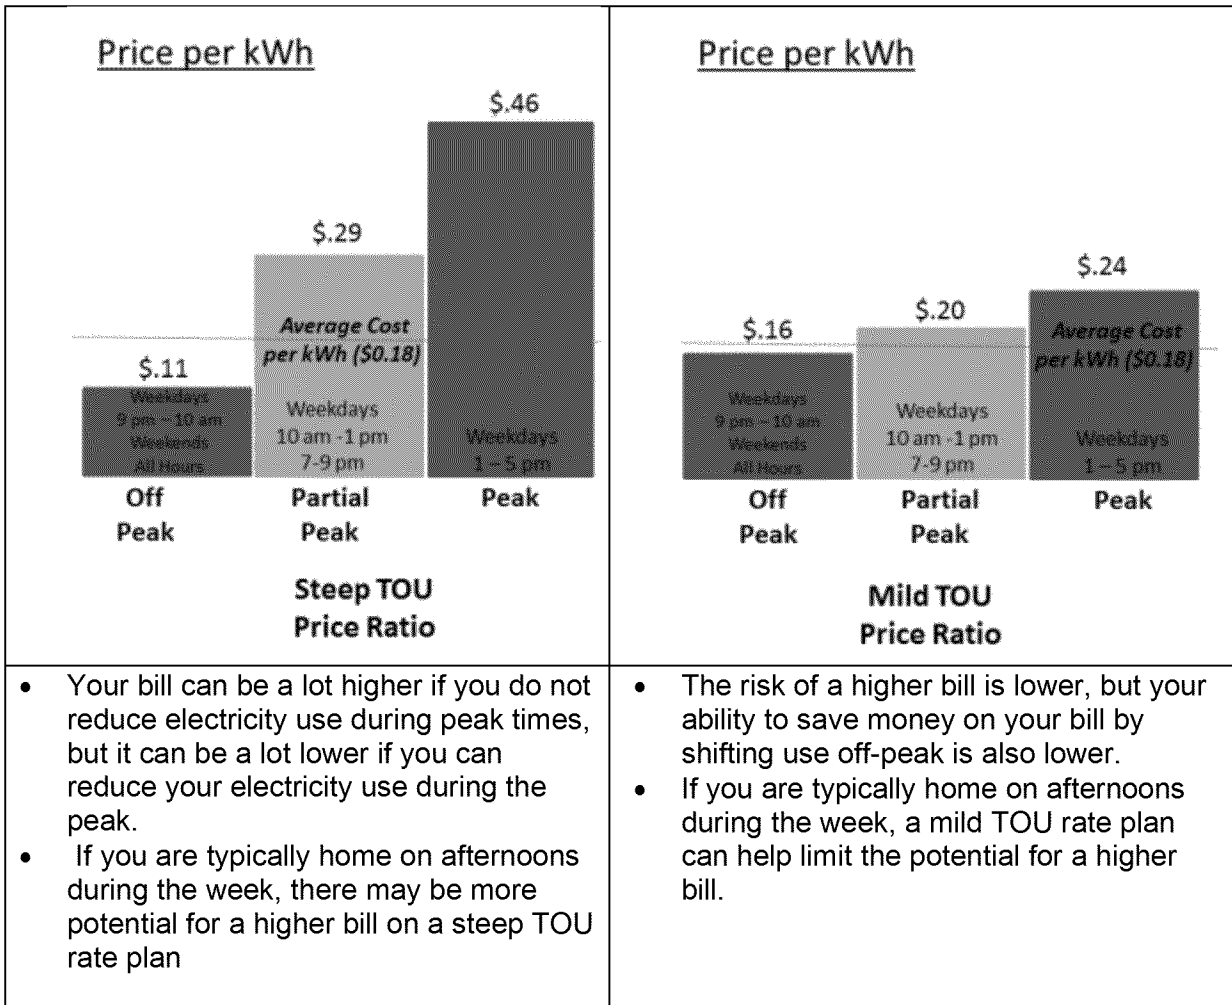 Price per kWh
$.46
$.29
Average Cost
per kWh ($0.18)
$.11
Weekdays
9 pm – 10 am
Weekends
All Hours
Weekdays
10 am -1 pm
7-9 pm
Weekdays
1 – 5 pm
Off
Peak
Partial
Peak
Peak
Steep TOU
Price Ratio
Price per kWh
$.24
$.20
$.16
Average Cost
per kWh ($0.18)
Weekdays
9 pm – 10 am
Weekends
All Hours
Weekdays
10 am -1 pm
7-9 pm
Weekdays
1 – 5 pm
Off
Peak
Partial
Peak
Peak
Mild TOU
Price Ratio
• Your bill can be a lot higher if you do not
reduce electricity use during peak times,
but it can be a lot lower if you can
reduce your electricity use during the
peak.
• If you are typically home on afternoons
during the week, there may be more
potential for a higher bill on a steep TOU
rate plan
• The risk of a higher bill is lower, but your
ability to save money on your bill by
shifting use off-peak is also lower.
• If you are typically home on afternoons
during the week, a mild TOU rate plan
can help limit the potential for a higher
bill.